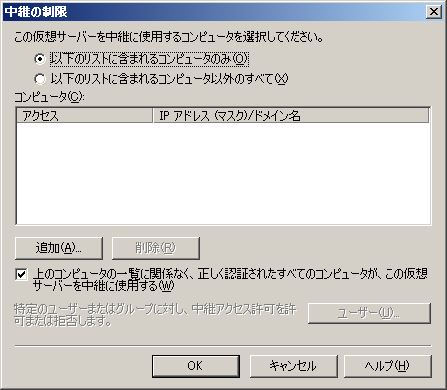 中継の制限
この仮想サーバーを中継に使用するコンピュータを選択してください。
以下のリストに含まれるコンピュータのみ(O)
以下のリストに含まれるコンピュータ以外のすべて(X)
コンピュータ(C):
アクセス IP アドレス (マスク)/ドメイン名
追加(A)... 削除(R)
上のコンピュータの一覧に関係なく、正しく認証されたすべてのコンピュータが、この仮想
サーバーを中継に使用する(W)
特定のユーザーまたはグループに対し、中継アクセス許可を許
可または拒否します。
ユーザー(U)...
OK キャンセル ヘルプ(H)